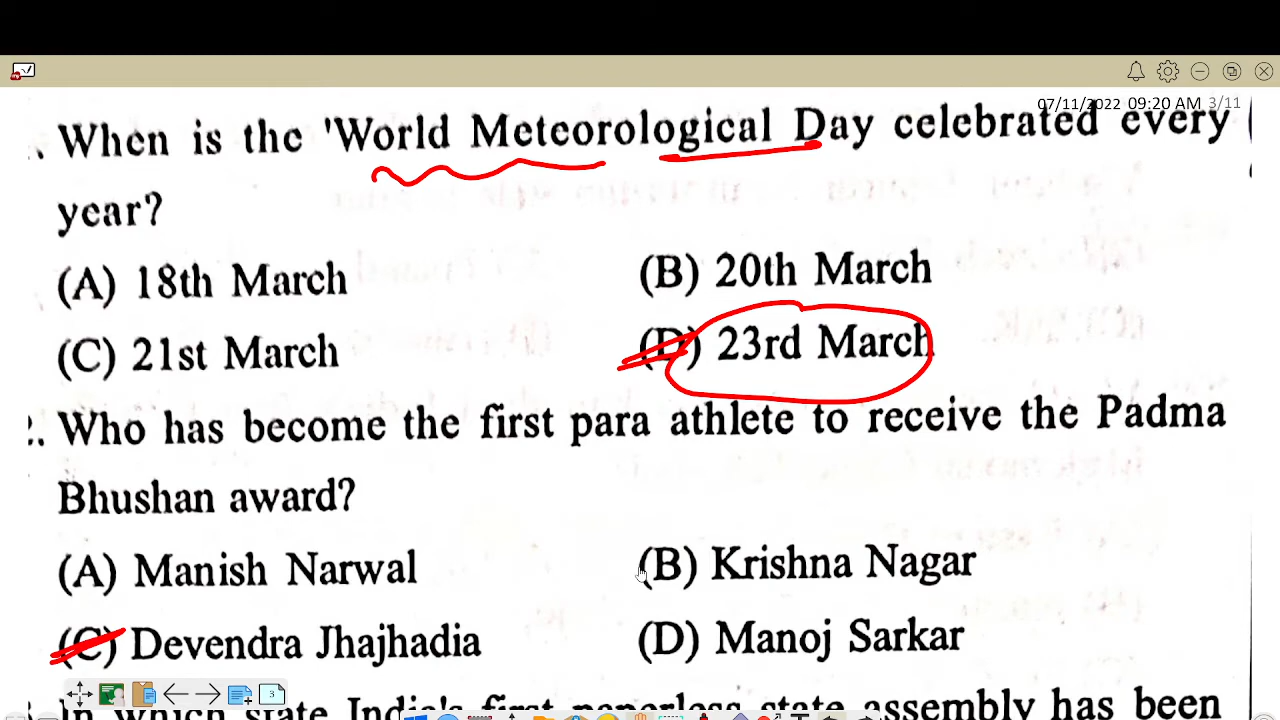 07/11/2022 09:20 AM 3/11
. When is the 'World Meteorological Day celebrated every
year?
(A) 18th March (B) 20th March
(C) 21st March (D) 23rd March
2. Who has become the first para athlete to receive the Padma
Bhushan award?
(A) Manish Narwal (B) Krishna Nagar
(C) Devendra Jhajhadia (D) Manoj Sarkar
3
In which state India's first paperless state assembly has been